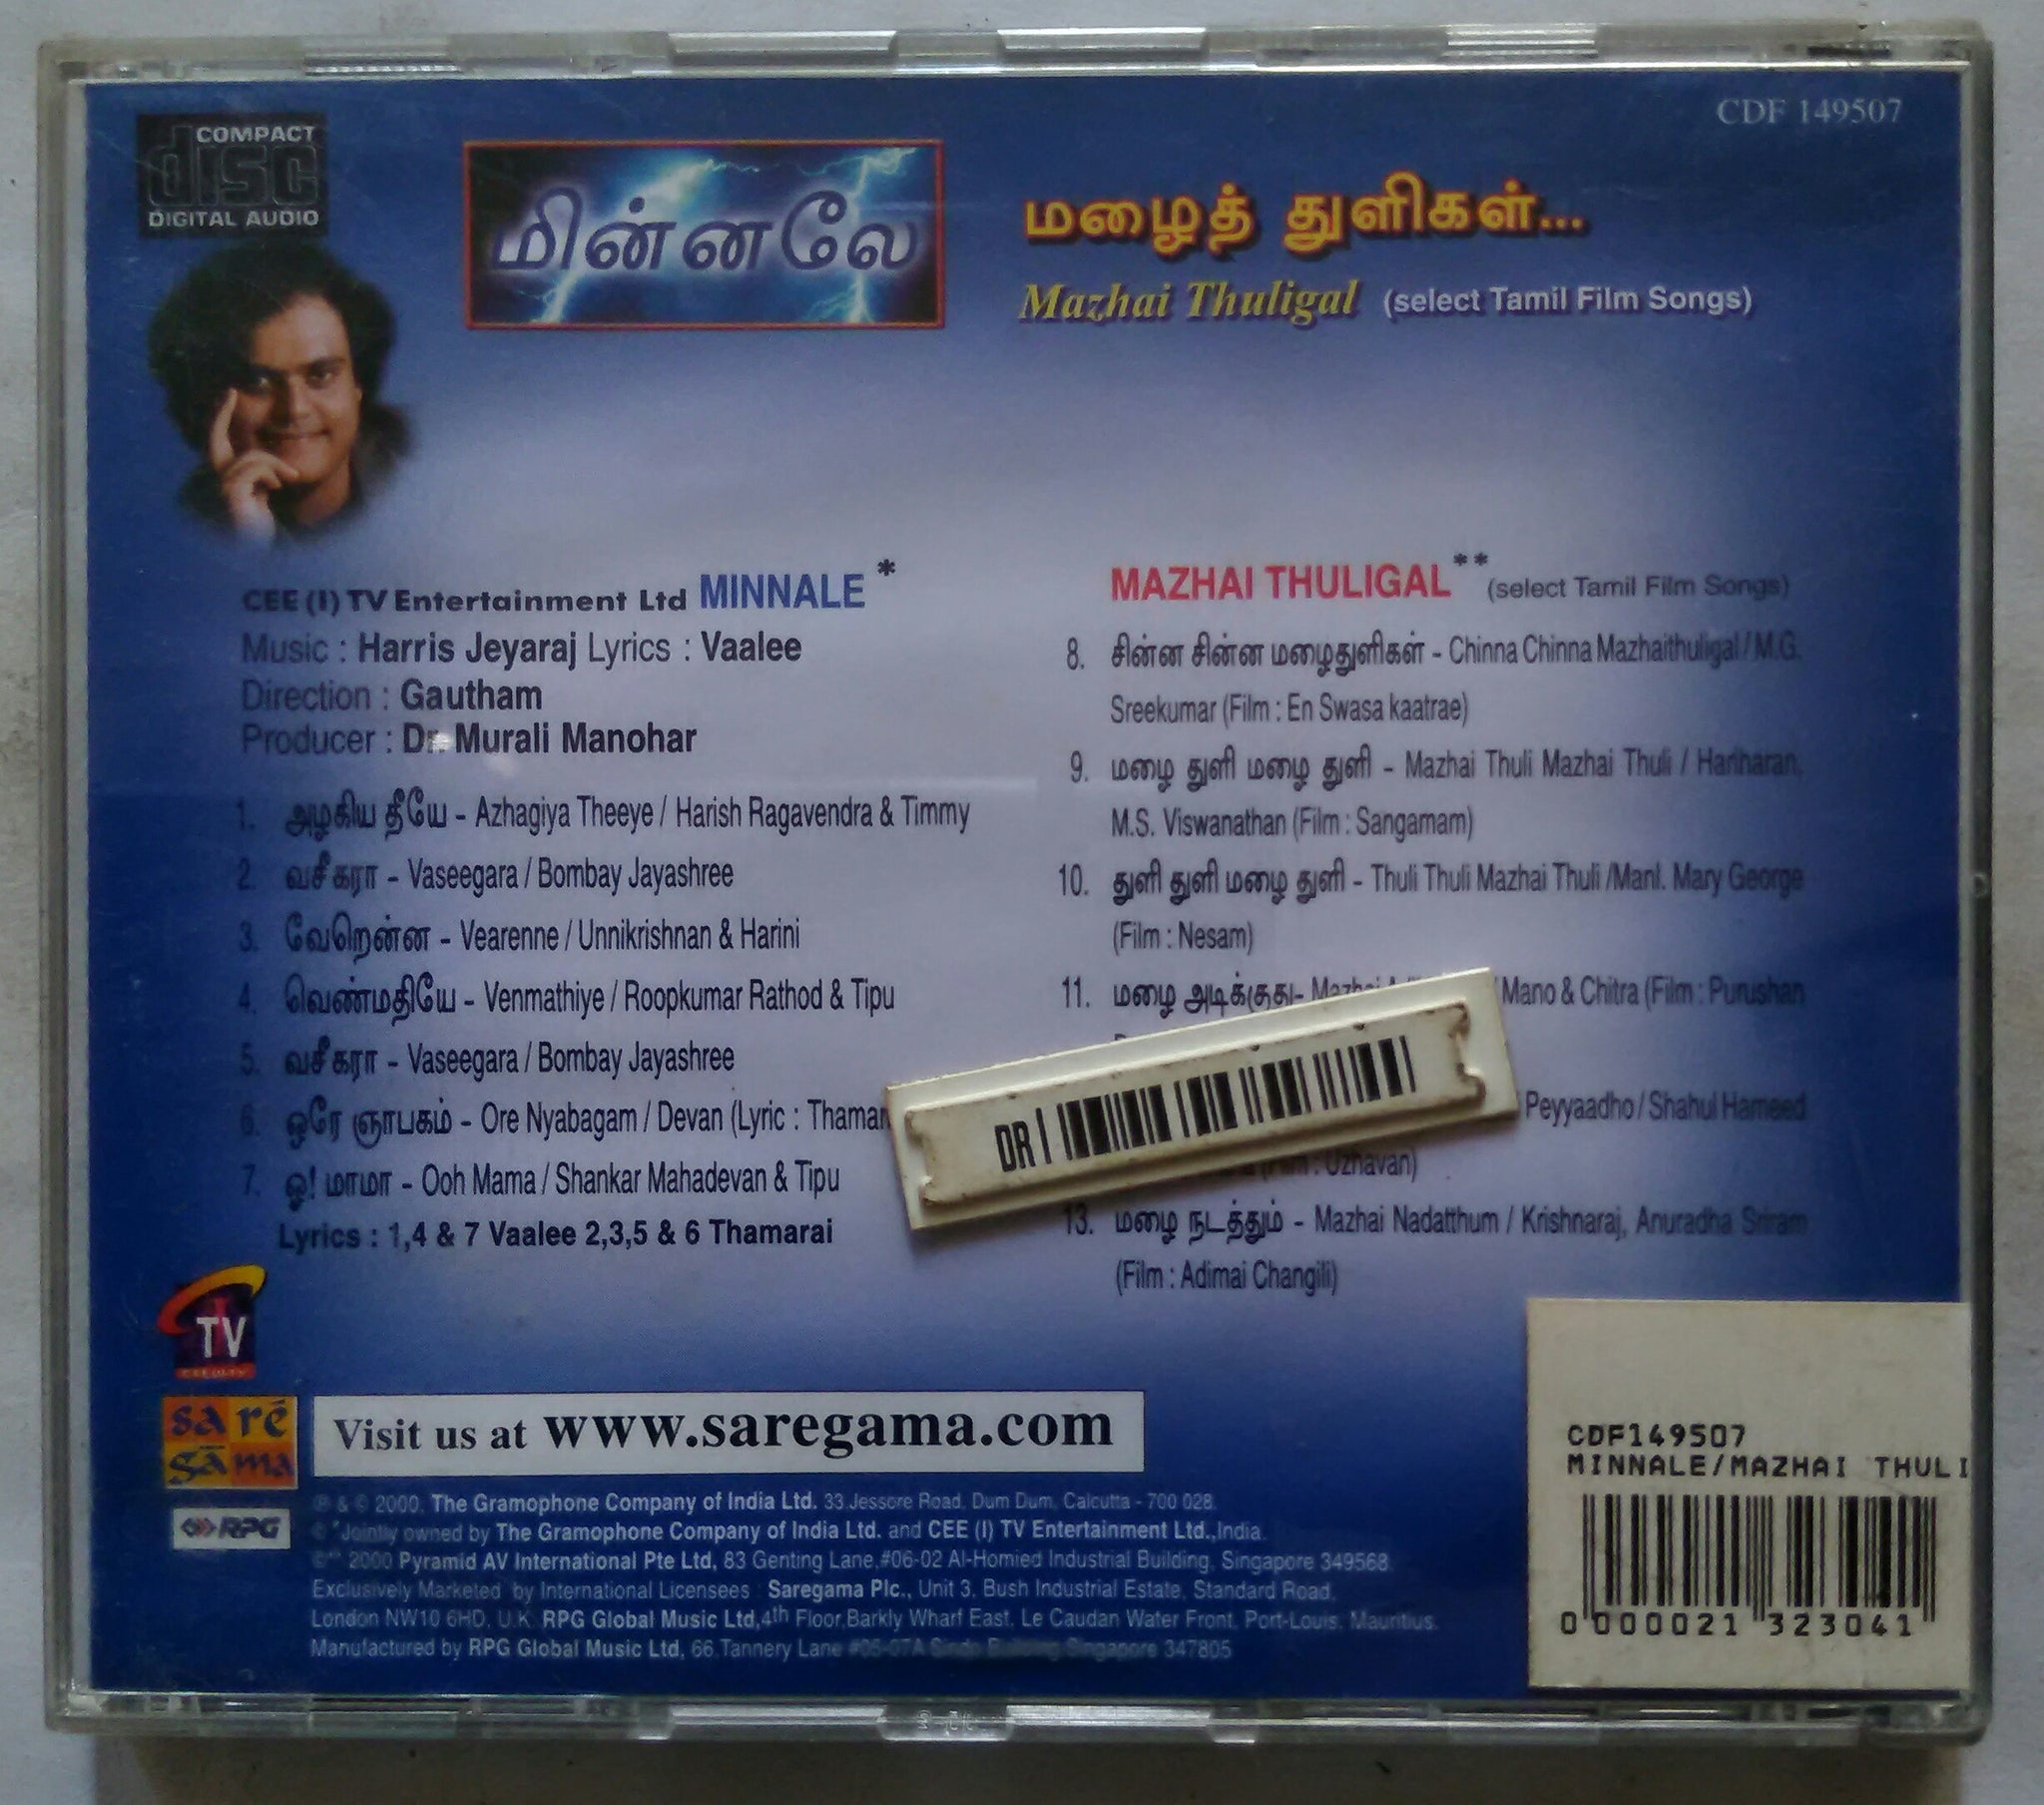 COMPACT
disc
DIGITAL AUDIO
CDF 149507
மின்னலே
மழைத் துளிகள்...
Mazhai Thuligal (select Tamil Film Songs)
CEE (I) TV Entertainment Ltd MINNALE *
Music : Harris Jeyaraj Lyrics : Vaalee
Direction : Gautham
Producer : Dr. Murali Manohar
1. அழகிய தீயே - Azhagiya Theeye / Harish Ragavendra & Timmy
2. வசீகரா - Vaseegara / Bombay Jayashree
3. வேறென்ன - Vearenne / Unnikrishnan & Harini
4. வெண்மதியே - Venmathiye / Roopkumar Rathod & Tipu
5. வசீகரா - Vaseegara / Bombay Jayashree
6. ஒரே ஞாபகம் - Ore Nyabagam / Devan (Lyric :
7. ஓ! மாமா - Ooh Mama / Shankar Mahadevan & Tipu
Lyrics : 1,4 & 7 Vaalee 2,3,5 & 6 Thamarai
MAZHAI THULIGAL ** (select Tamil Film Songs)
8. சின்ன சின்ன மழைதுளிகள் - Chinna Chinna Mazhaithuligal / M.G.
Sreekumar (Film : En Swasa kaatrae)
9. மழை துளி மழை துளி - Mazhai Thuli Mazhai Thuli / Hariharan,
M.S. Viswanathan (Film : Sangamam)
10. துளி துளி மழை துளி - Thuli Thuli Mazhai Thuli /Manl. Mary George
(Film : Nesam)
11. மழை அடிக்குது- Mazhai / Mano & Chitra (Film : Purushan
Peyyaadho / Shahul Hameed
(Film : Uzhavan)
13. மழை நடத்தும் - Mazhai Nadatthum / Krishnaraj, Anuradha Sriram
(Film : Adimai Changili)
DR
TV
sa ré
gā ma
RPG
Visit us at www.saregama.com
℗ & © 2000. The Gramophone Company of India Ltd. 33,Jessore Road, Dum Dum, Calcutta - 700 028.
©*Jointly owned by The Gramophone Company of India Ltd. and CEE (I) TV Entertainment Ltd.,India.
©** 2000 Pyramid AV International Pte Ltd, 83 Genting Lane,#06-02 Al-Homied Industrial Building, Singapore 349568.
Exclusively Marketed by International Licensees : Saregama Plc., Unit 3, Bush Industrial Estate, Standard Road,
London NW10 6HD, U.K. RPG Global Music Ltd,4th Floor,Barkly Wharf East, Le Caudan Water Front, Port-Louis, Mauritius.
Manufactured by RPG Global Music Ltd, 66,Tannery Lane #05-07A Singapore 347805
CDF149507
MINNALE/MAZHAI THULI
0 000021 323041